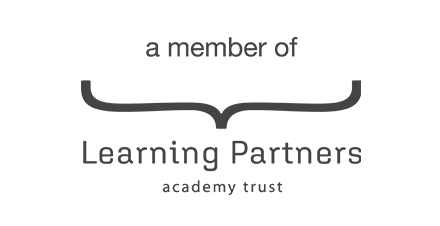 a member of
Learning Partners
academy trust